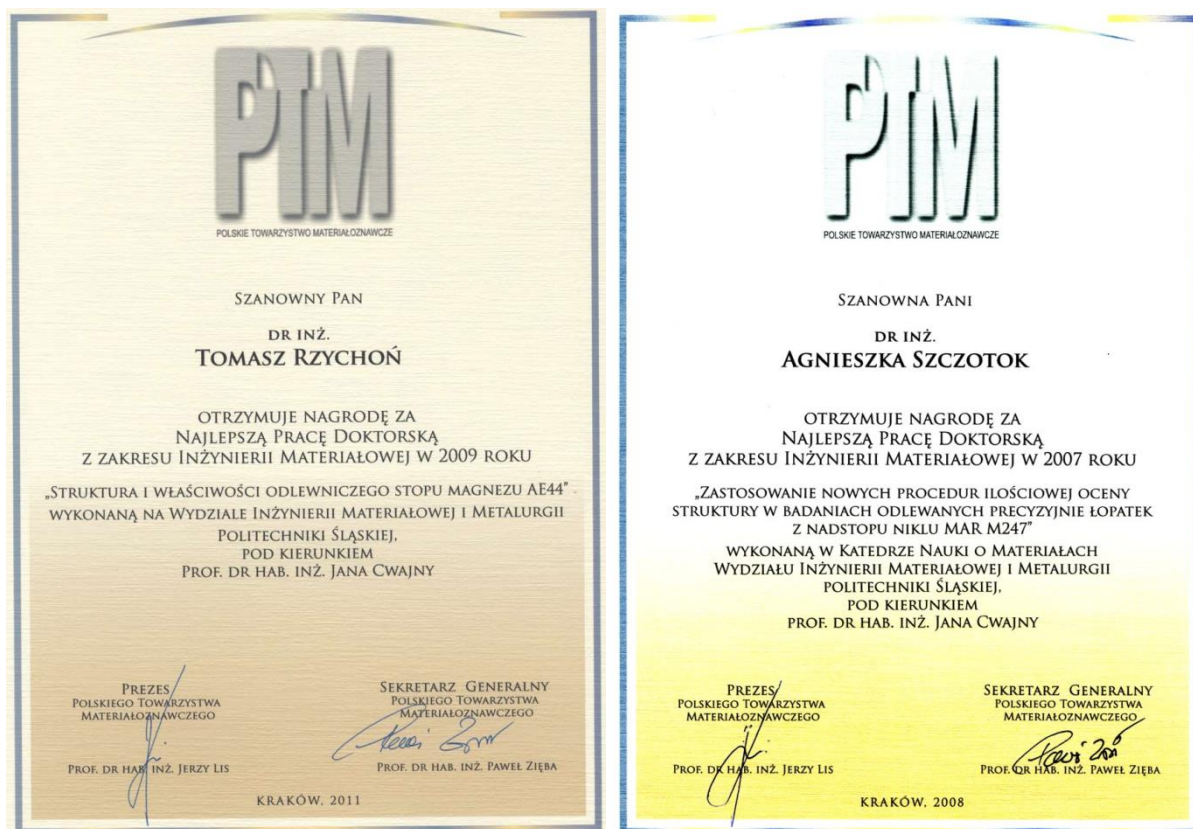 PTM
POLSKIE TOWARZYSTWO MATERIAŁOZNAWCZE
SZANOWNY PAN
DR INŻ.
TOMASZ RZYCHOŃ
OTRZYMUJE NAGRODĘ ZA
NAJLEPSZĄ PRACĘ DOKTORSKĄ
Z ZAKRESU INŻYNIERII MATERIAŁOWEJ W 2009 ROKU
„STRUKTURA I WŁAŚCIWOŚCI ODLEWNICZEGO STOPU MAGNEZU AE44”
WYKONANĄ NA WYDZIALE INŻYNIERII MATERIAŁOWEJ I METALURGII
POLITECHNIKI ŚLĄSKIEJ,
POD KIERUNKIEM
PROF. DR HAB. INŻ. JANA CWAJNY
PREZES
POLSKIEGO TOWARZYSTWA
MATERIAŁOZNAWCZEGO
PROF. DR HAB. INŻ. JERZY LIS
SEKRETARZ GENERALNY
POLSKIEGO TOWARZYSTWA
MATERIAŁOZNAWCZEGO
PROF. DR HAB. INŻ. PAWEŁ ZIĘBA
KRAKÓW, 2011
PTM
POLSKIE TOWARZYSTWO MATERIAŁOZNAWCZE
SZANOWNA PANI
DR INŻ.
AGNIESZKA SZCZOTOK
OTRZYMUJE NAGRODĘ ZA
NAJLEPSZĄ PRACĘ DOKTORSKĄ
Z ZAKRESU INŻYNIERII MATERIAŁOWEJ W 2007 ROKU
„ZASTOSOWANIE NOWYCH PROCEDUR ILOŚCIOWEJ OCENY
STRUKTURY W BADANIACH ODLEWANYCH PRECYZYJNIE ŁOPATEK
Z NADSTOPU NIKLU MAR M247”
WYKONANĄ W KATEDRZE NAUKI O MATERIAŁACH
WYDZIAŁU INŻYNIERII MATERIAŁOWEJ I METALURGII
POLITECHNIKI ŚLĄSKIEJ,
POD KIERUNKIEM
PROF. DR HAB. INŻ. JANA CWAJNY
PREZES
POLSKIEGO TOWARZYSTWA
MATERIAŁOZNAWCZEGO
PROF. DR HAB. INŻ. JERZY LIS
SEKRETARZ GENERALNY
POLSKIEGO TOWARZYSTWA
MATERIAŁOZNAWCZEGO
PROF. DR HAB. INŻ. PAWEŁ ZIĘBA
KRAKÓW, 2008